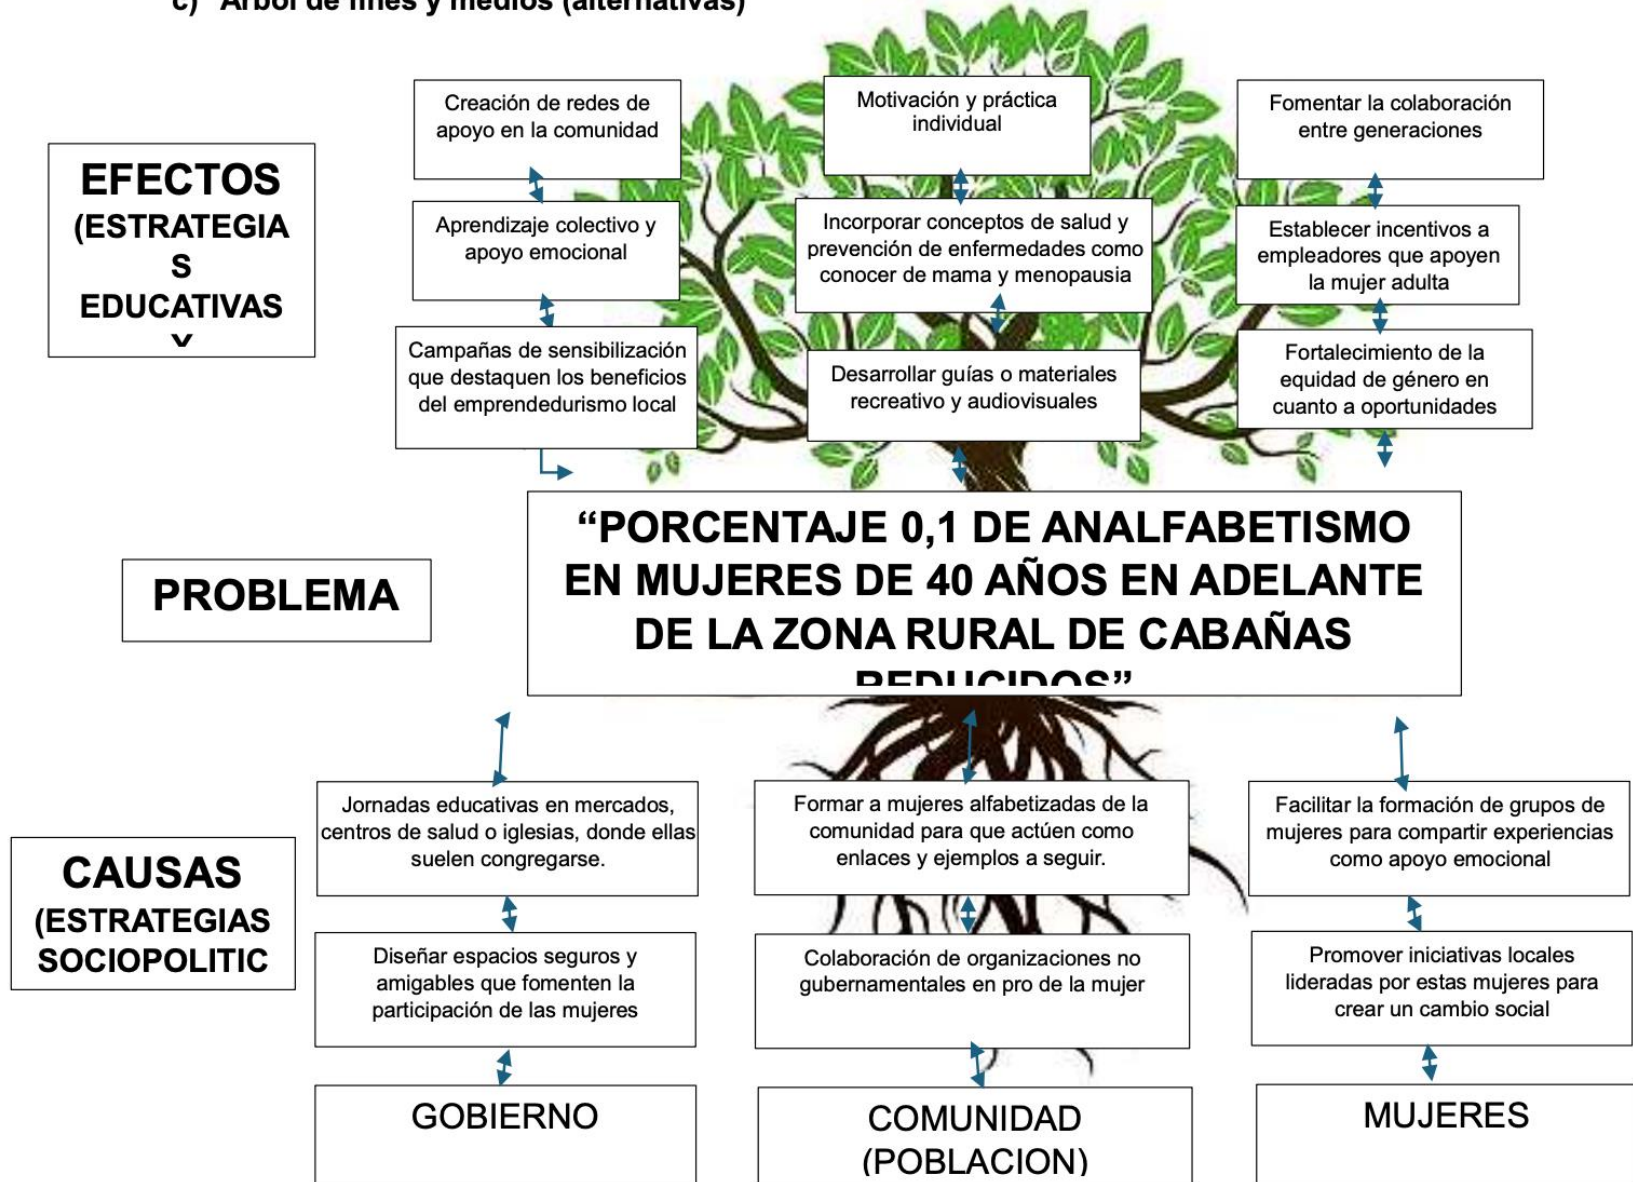 c) Árbol de fines y medios (alternativas)
Creación de redes de
apoyo en la comunidad
Motivación y práctica
individual
Fomentar la colaboración
entre generaciones
EFECTOS
(ESTRATEGIA
S
EDUCATIVAS
Y
Aprendizaje colectivo y
apoyo emocional
Incorporar conceptos de salud y
prevención de enfermedades como
conocer de mama y menopausia
Establecer incentivos a
empleadores que apoyen
la mujer adulta
Campañas de sensibilización
que destaquen los beneficios
del emprendedurismo local
Desarrollar guías o materiales
recreativo y audiovisuales
Fortalecimiento de la
equidad de género en
cuanto a oportunidades
PROBLEMA
“PORCENTAJE 0,1 DE ANALFABETISMO
EN MUJERES DE 40 AÑOS EN ADELANTE
DE LA ZONA RURAL DE CABAÑAS
REDUCIDOS”
CAUSAS
(ESTRATEGIAS
SOCIOPOLITIC
Jornadas educativas en mercados,
centros de salud o iglesias, donde ellas
suelen congregarse.
Formar a mujeres alfabetizadas de la
comunidad para que actúen como
enlaces y ejemplos a seguir.
Facilitar la formación de grupos de
mujeres para compartir experiencias
como apoyo emocional
Diseñar espacios seguros y
amigables que fomenten la
participación de las mujeres
Colaboración de organizaciones no
gubernamentales en pro de la mujer
Promover iniciativas locales
lideradas por estas mujeres para
crear un cambio social
GOBIERNO
COMUNIDAD
(POBLACION)
MUJERES